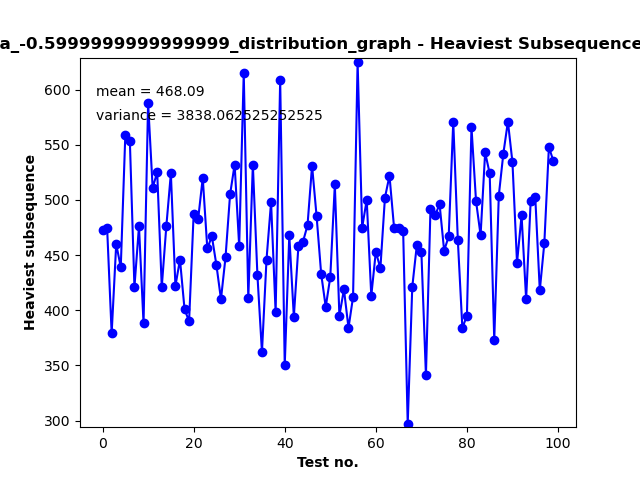 a_-0.5999999999999999_distribution_graph - Heaviest Subsequence
mean = 468.09
variance = 3838.062525252525
600
550
500
450
400
350
300
Heaviest subsequence
0 20 40 60 80 100
Test no.